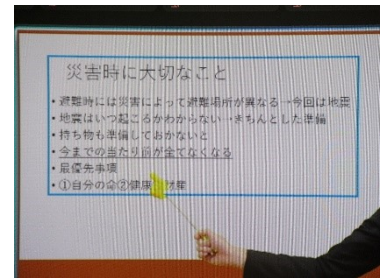 災害時に大切なこと
・避難時には災害によって避難場所が異なる→今回は地震
・地震はいつ起こるかわからない→きちんとした準備
・持ち物も準備しておかないと
・今までの当たり前が全てなくなる
・最優先事項
・①自分の命②健康 財産